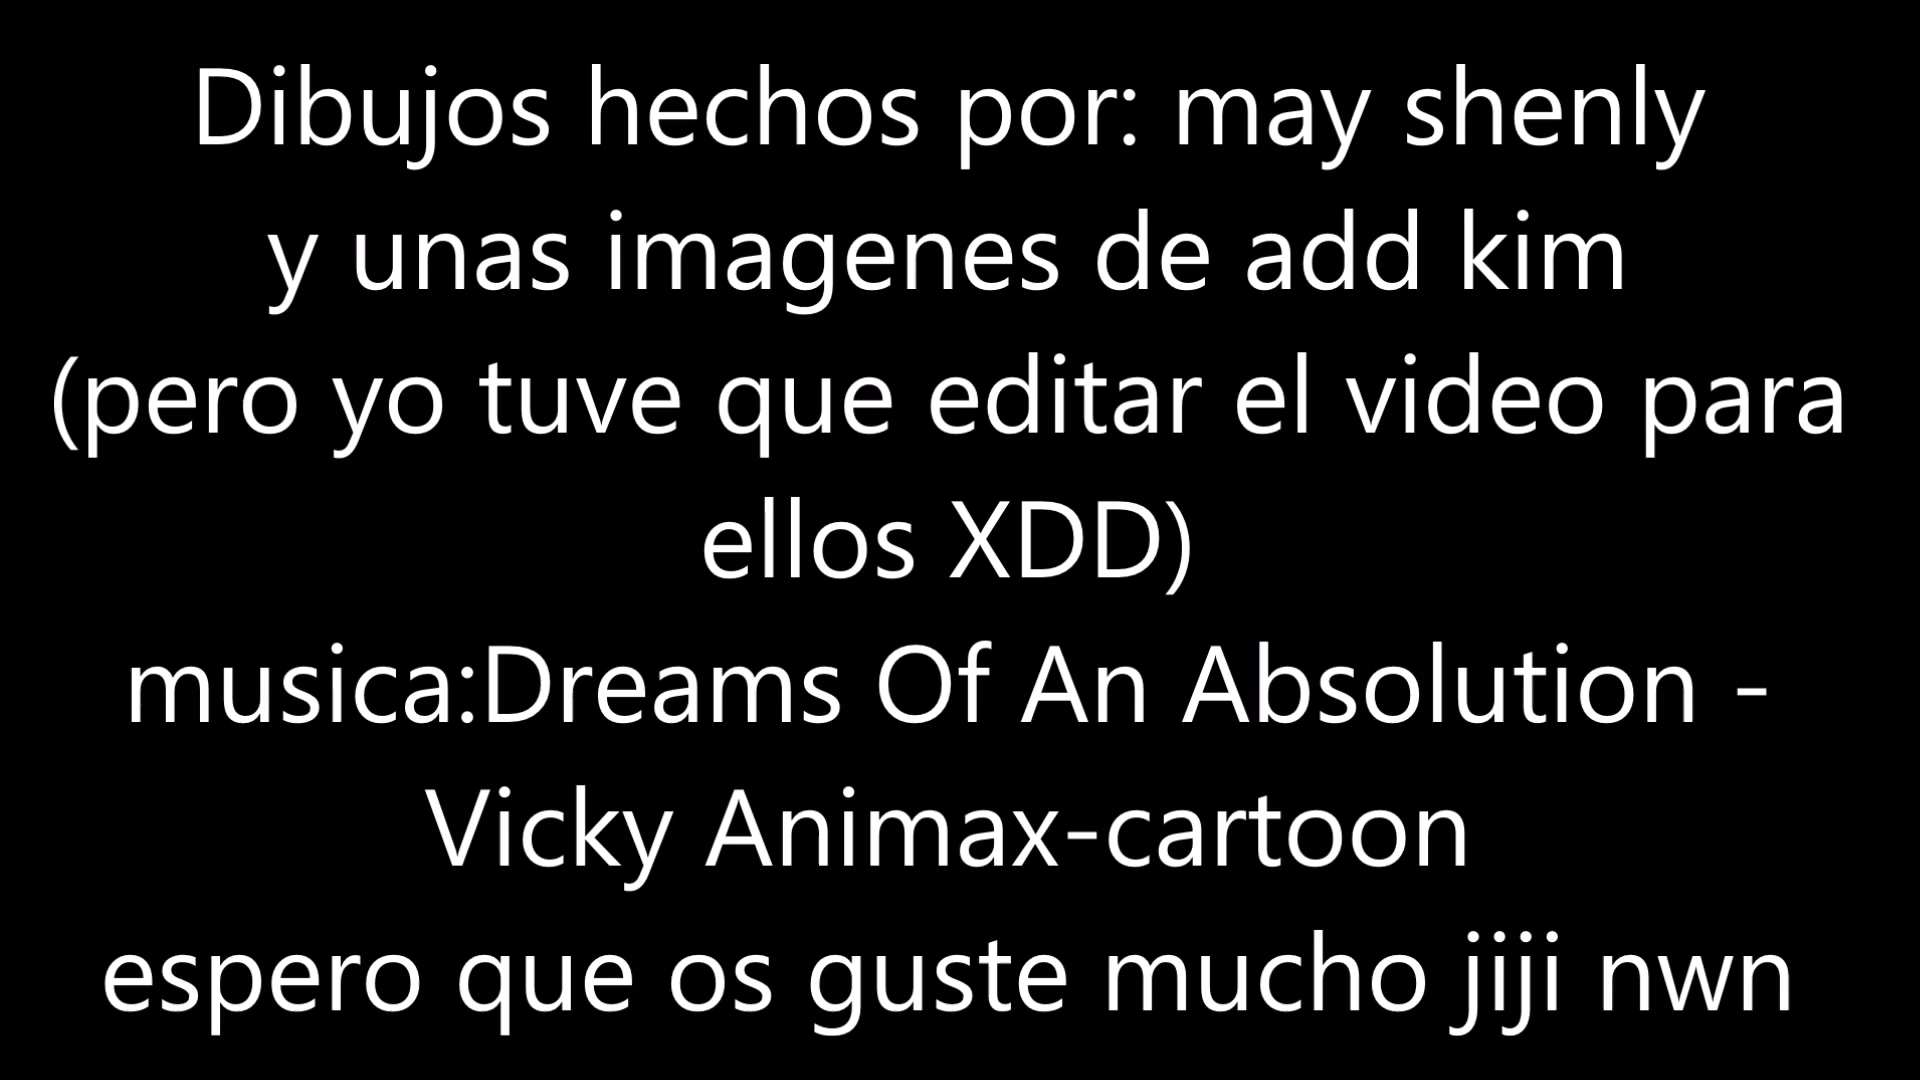 Dibujos hechos por: may shenly
y unas imagenes de add kim
(pero yo tuve que editar el video para
ellos XDD)
musica:Dreams Of An Absolution -
Vicky Animax-cartoon
espero que os guste mucho jiji nwn